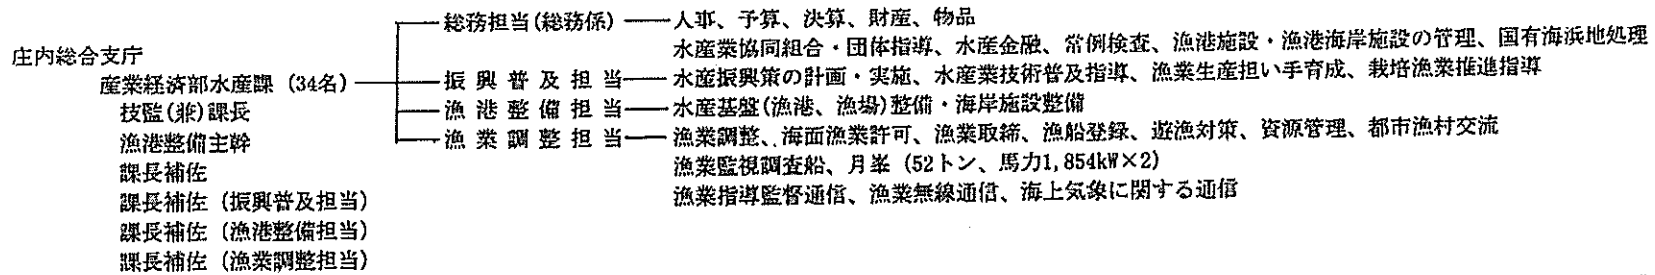 庄内総合支庁
産業経済部水産課 (34名)
技監(兼)課長
漁港整備主幹
課長補佐
課長補佐 (振興普及担当)
課長補佐 (漁港整備担当)
課長補佐 (漁業調整担当)
総務担当(総務係) 人事、予算、決算、財産、物品
水産業協同組合・団体指導、水産金融、常例検査、漁港施設・漁港海岸施設の管理、国有海浜地処理
振興普及担当 水産振興策の計画・実施、水産業技術普及指導、漁業生産担い手育成、栽培漁業推進指導
漁港整備担当 水産基盤(漁港、漁場)整備・海岸施設整備
漁業調整担当 漁業調整、海面漁業許可、漁業取締、漁船登録、遊漁対策、資源管理、都市漁村交流
漁業監視調査船、月峯 (52トン、馬力1,854kW×2)
漁業指導監督通信、漁業無線通信、海上気象に関する通信